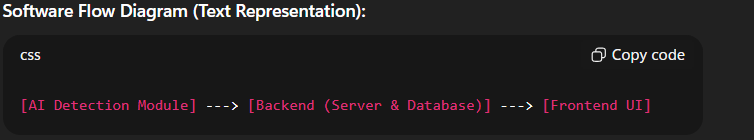 Software Flow Diagram (Text Representation):
css Copy code
[AI Detection Module] ---> [Backend (Server & Database)] ---> [Frontend UI]